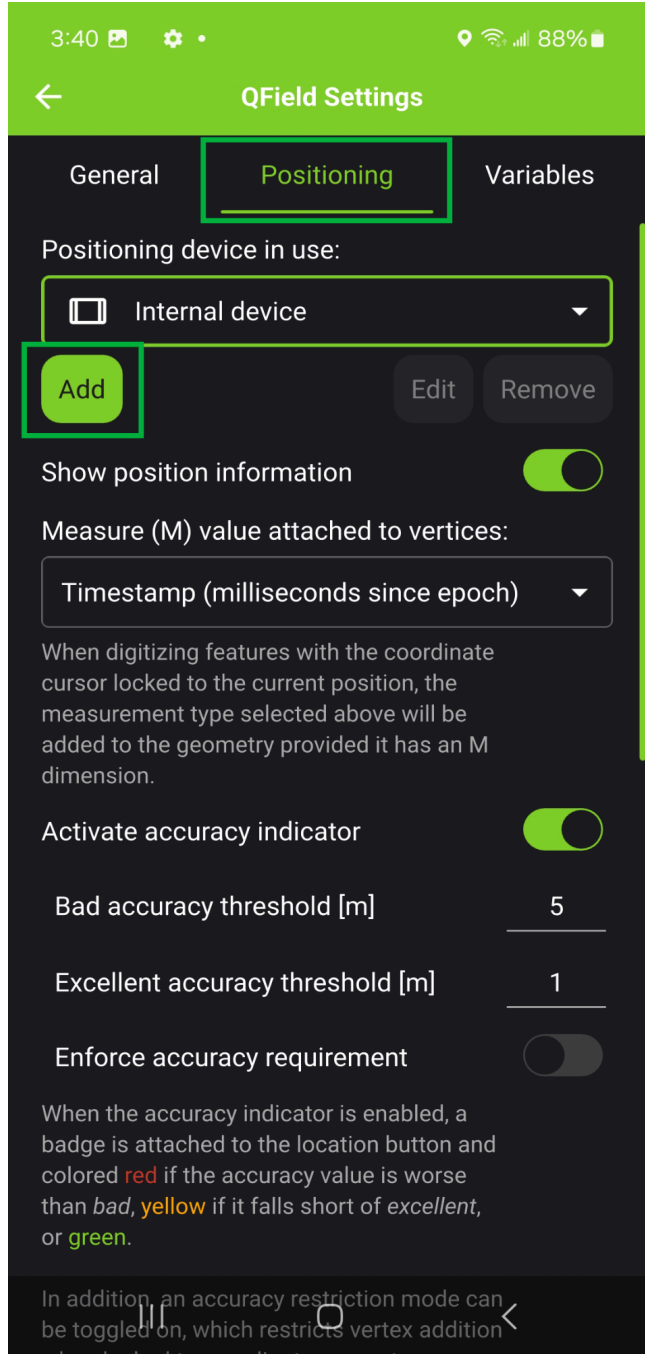 3:40 88%
QField Settings
General Positioning Variables
Positioning device in use:
Internal device
Add Edit Remove
Show position information
Measure (M) value attached to vertices:
Timestamp (milliseconds since epoch)
When digitizing features with the coordinate
cursor locked to the current position, the
measurement type selected above will be
added to the geometry provided it has an M
dimension.
Activate accuracy indicator
Bad accuracy threshold [m] 5
Excellent accuracy threshold [m] 1
Enforce accuracy requirement
When the accuracy indicator is enabled, a
badge is attached to the location button and
colored red if the accuracy value is worse
than bad, yellow if it falls short of excellent,
or green.
In addition, an accuracy restriction mode can
be toggled on, which restricts vertex addition